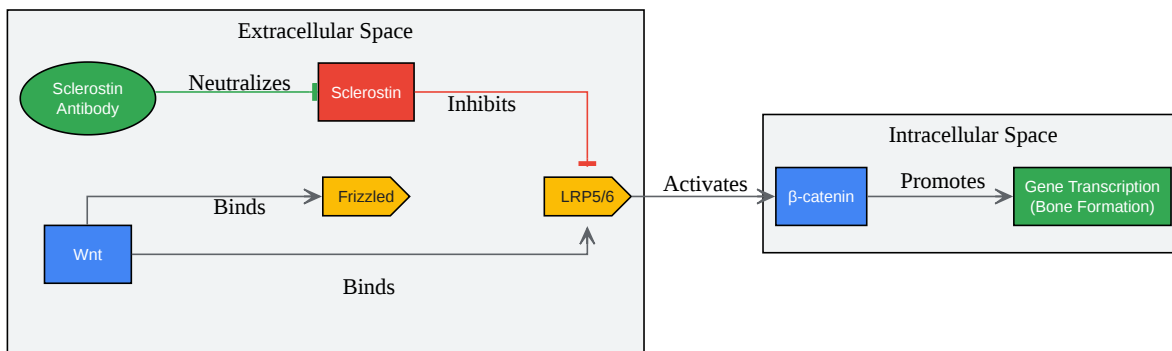 Extracellular Space
Sclerostin
Antibody
Neutralizes
Sclerostin
Inhibits
Intracellular Space
Frizzled
LRP5/6
Activates
β-catenin
Promotes
Gene Transcription
(Bone Formation)
Binds
Wnt
Binds